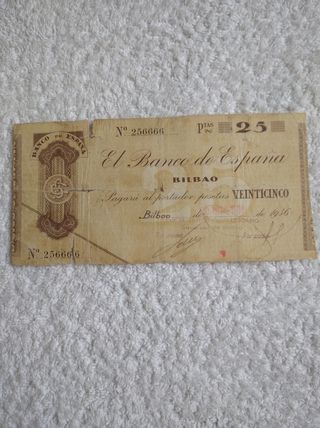 Nº 256666 PTAS 25
BANCO DE ESPAÑA
El Banco de España
BILBAO
Pagará al portador pesetas VEINTICINCO
Bilbao de de 1936
Nº 256666